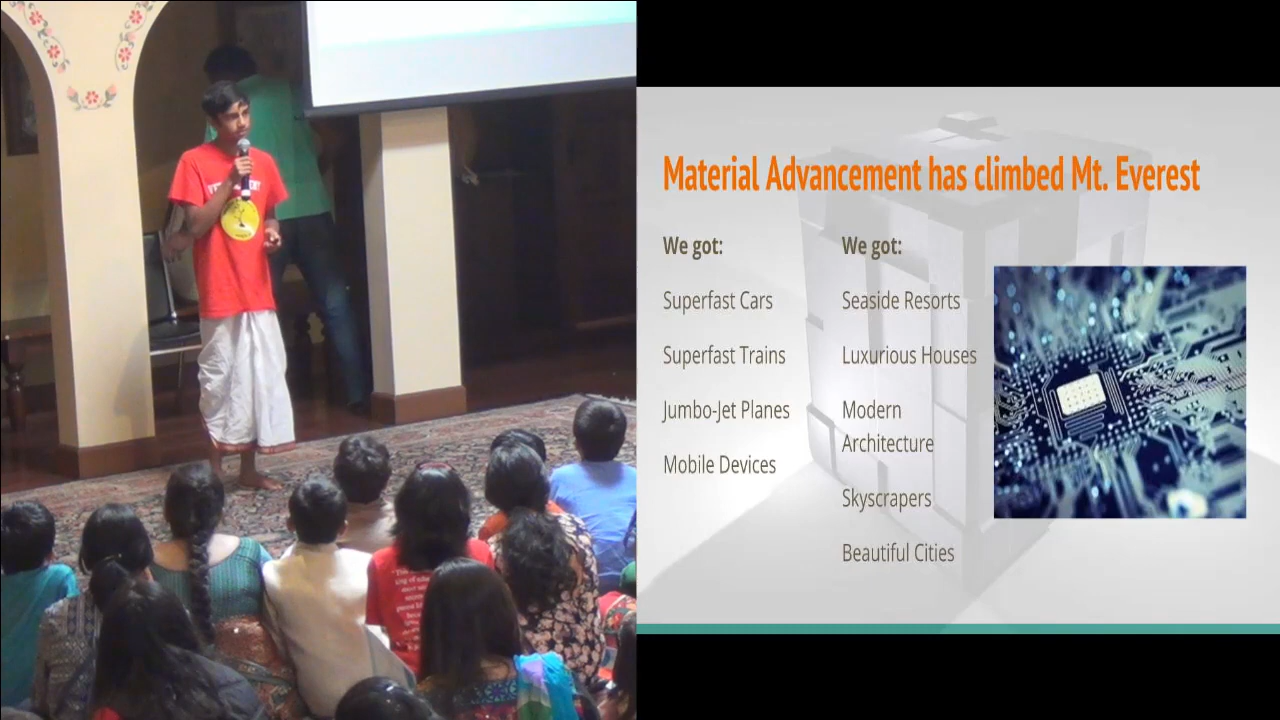 Material Advancement has climbed Mt. Everest
We got:
Superfast Cars
Superfast Trains
Jumbo-Jet Planes
Mobile Devices
We got:
Seaside Resorts
Luxurious Houses
Modern
Architecture
Skyscrapers
Beautiful Cities